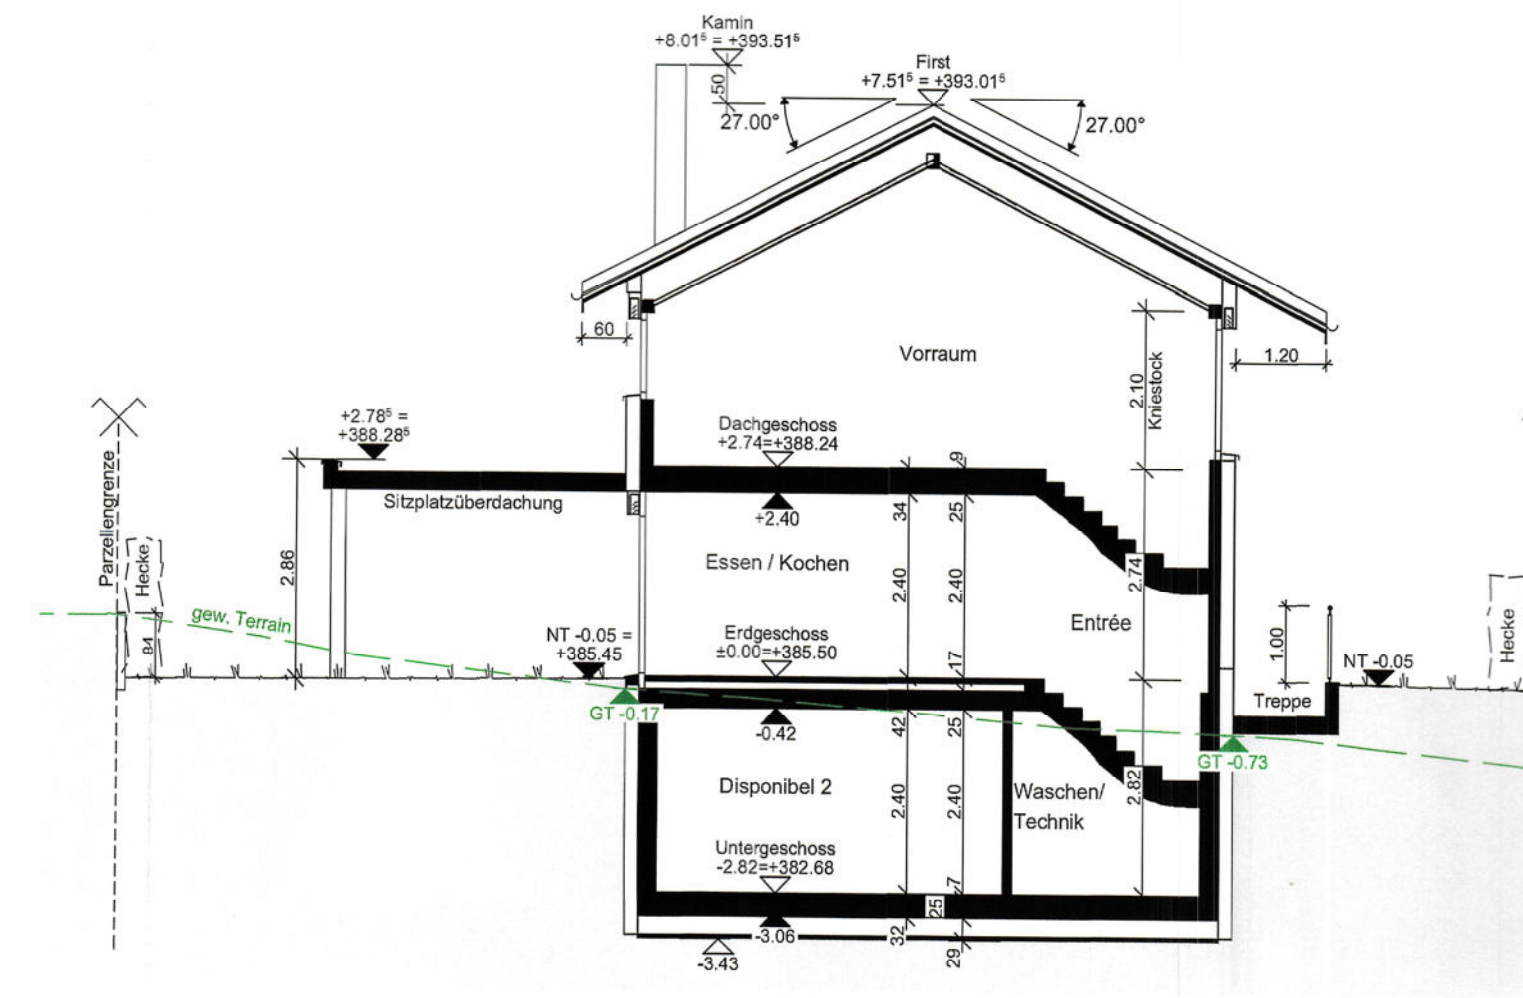 Kamin
+8.01⁵ = +393.51⁵
50
First
+7.51⁵ = +393.01⁵
27.00°
27.00°
60
Vorraum
2.10
Kniestock
1.20
+2.78⁵ =
+388.28⁵
Dachgeschoss
+2.74=+388.24
9
Sitzplatzüberdachung
+2.40
34
25
Parzellengrenze
Hecke
2.86
Essen / Kochen
2.40
2.40
2.74
gew. Terrain
84
NT -0.05 =
+385.45
Erdgeschoss
±0.00=+385.50
17
Entrée
1.00
NT -0.05
Hecke
Treppe
GT -0.17
-0.42
42
25
GT -0.73
Disponibel 2
2.40
2.40
Waschen/
Technik
2.82
Untergeschoss
-2.82=+382.68
7
25
-3.06
32
29
-3.43